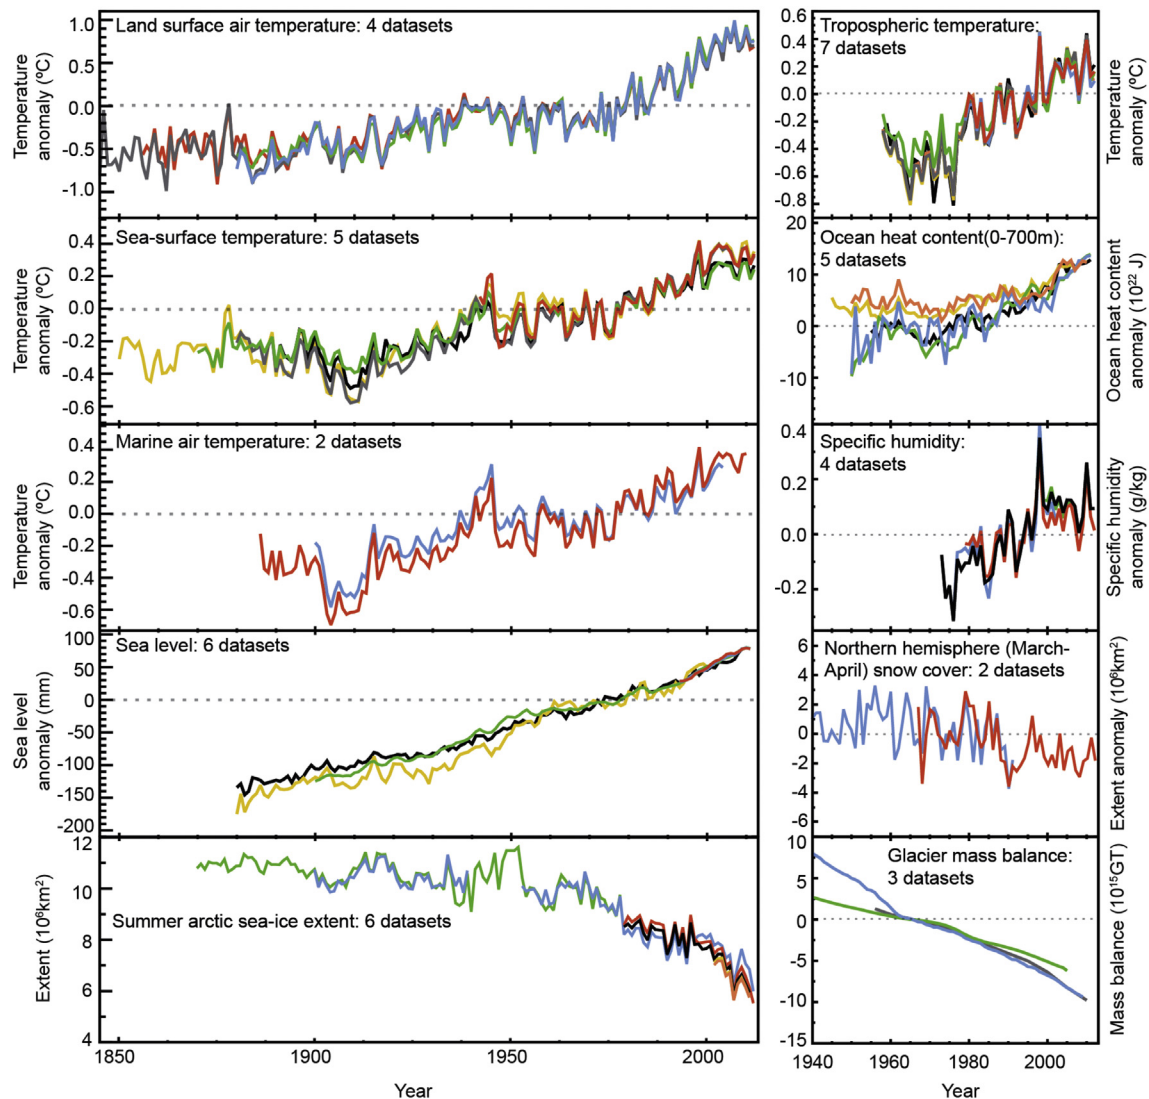 Land surface air temperature: 4 datasets
Temperature
anomaly (ºC)
1.0
0.5
0.0
-0.5
-1.0
Sea-surface temperature: 5 datasets
Temperature
anomaly (ºC)
0.4
0.2
0.0
-0.2
-0.4
-0.6
Marine air temperature: 2 datasets
Temperature
anomaly (ºC)
0.4
0.2
0.0
-0.2
-0.4
-0.6
Sea level: 6 datasets
Sea level
anomaly (mm)
100
50
0
-50
-100
-150
-200
Summer arctic sea-ice extent: 6 datasets
Extent (10⁶km²)
12
10
8
6
4
1850
1900
1950
2000
Year
Tropospheric temperature:
7 datasets
Temperature
anomaly (ºC)
0.6
0.4
0.2
0.0
-0.2
-0.4
-0.6
-0.8
Ocean heat content(0-700m):
5 datasets
Ocean heat content
anomaly (10²² J)
20
10
0
-10
Specific humidity:
4 datasets
Specific humidity
anomaly (g/kg)
0.4
0.2
0.0
-0.2
Northern hemisphere (March-
April) snow cover: 2 datasets
Extent anomaly (10⁶km²)
6
4
2
0
-2
-4
-6
Glacier mass balance:
3 datasets
Mass balance (10¹⁵GT)
10
5
0
-5
-10
-15
1940
1960
1980
2000
Year